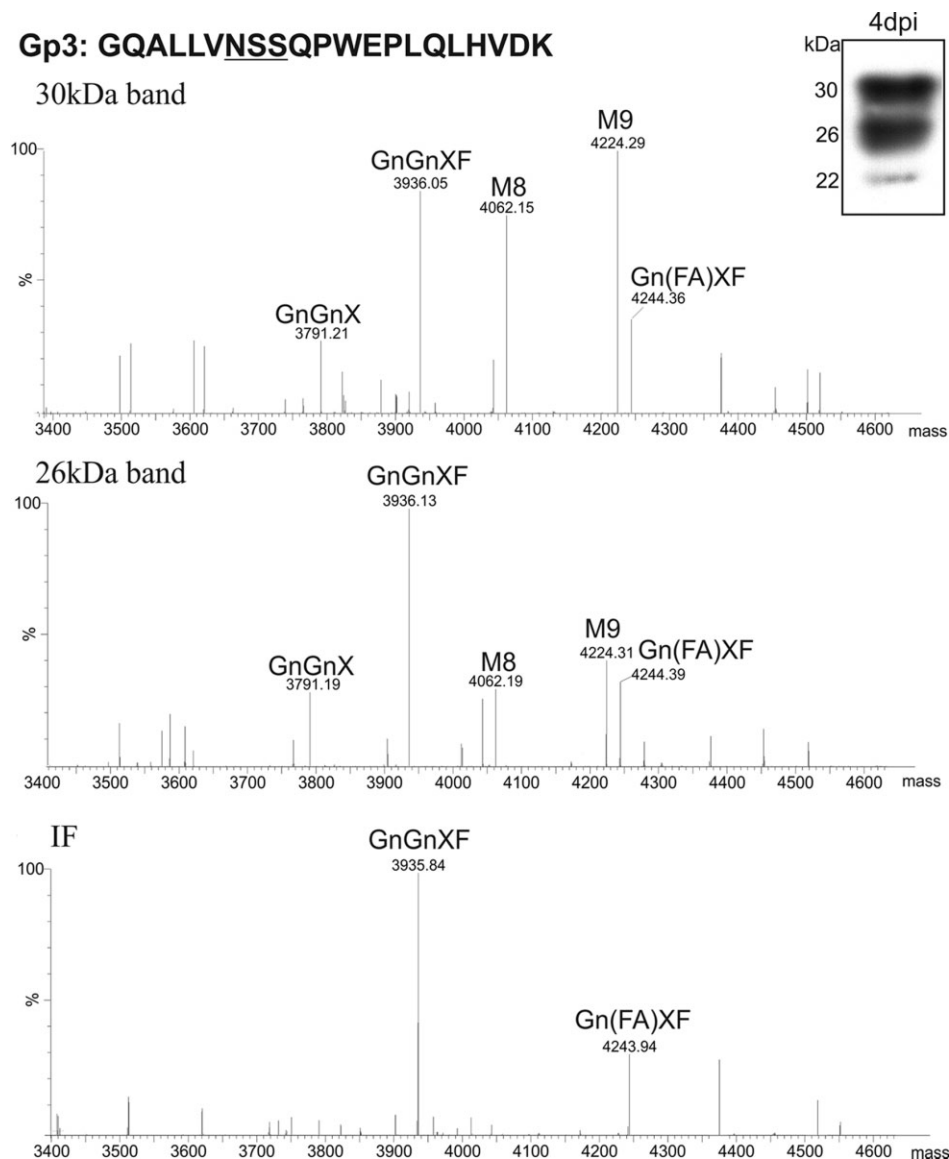 Gp3: GQALLVNSSQPWEPLQLHVDK
4dpi
kDa
30
26
22
30kDa band
100
%
GnGnX
3791.21
GnGnXF
3936.05
M8
4062.15
M9
4224.29
Gn(FA)XF
4244.36
3400 3500 3600 3700 3800 3900 4000 4100 4200 4300 4400 4500 4600 mass
26kDa band
100
%
GnGnX
3791.19
GnGnXF
3936.13
M8
4062.19
M9
4224.31
Gn(FA)XF
4244.39
3400 3500 3600 3700 3800 3900 4000 4100 4200 4300 4400 4500 4600 mass
IF
100
%
GnGnXF
3935.84
Gn(FA)XF
4243.94
3400 3500 3600 3700 3800 3900 4000 4100 4200 4300 4400 4500 4600 mass